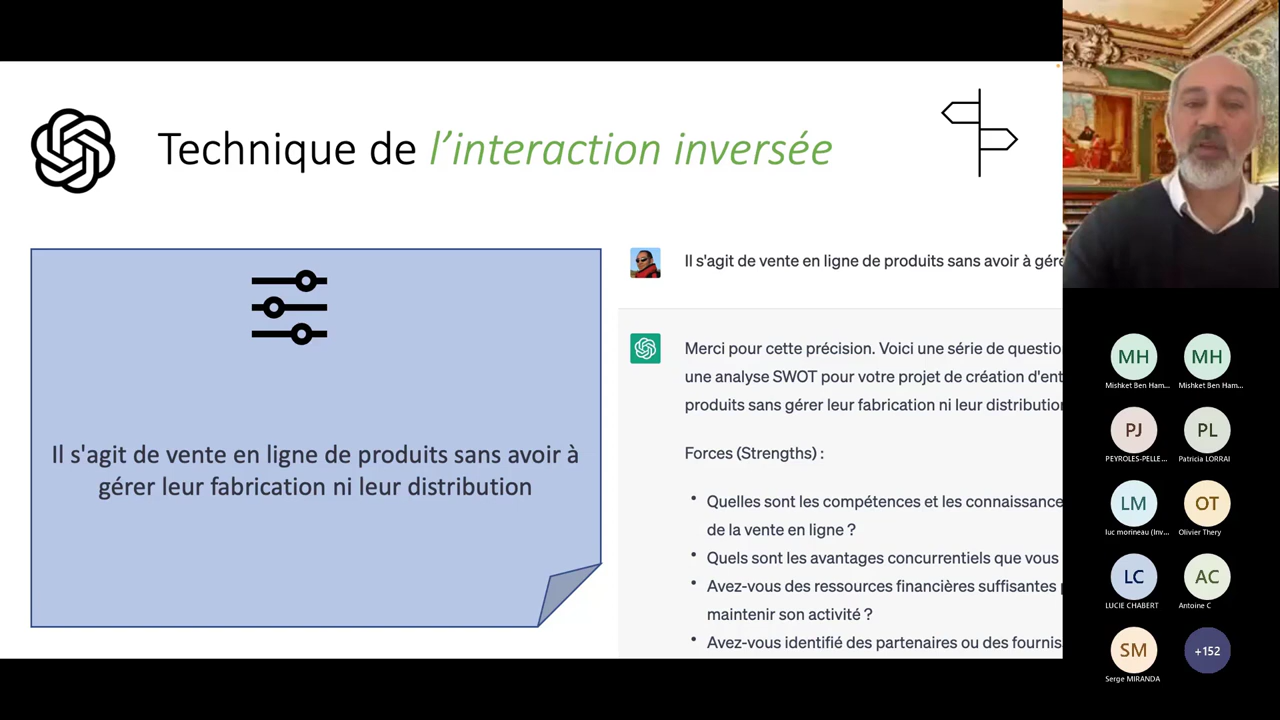 Technique de l'interaction inversée
Il s'agit de vente en ligne de produits sans avoir à
gérer leur fabrication ni leur distribution
Il s'agit de vente en ligne de produits sans avoir à gére
Merci pour cette précision. Voici une série de questio
une analyse SWOT pour votre projet de création d'ent
produits sans gérer leur fabrication ni leur distribution
Forces (Strengths) :
Quelles sont les compétences et les connaissance
de la vente en ligne ?
Quels sont les avantages concurrentiels que vous
Avez-vous des ressources financières suffisantes p
maintenir son activité ?
Avez-vous identifié des partenaires ou des fournis
MH
MH
Mishket Ben Ham...
Mishket Ben Ham...
PJ
PL
PEYROLES-PELLE...
Patricia LORRAI
LM
OT
luc morineau (Inv...
Olivier Thery
LC
AC
LUCIE CHABERT
Antoine C
SM
+152
Serge MIRANDA